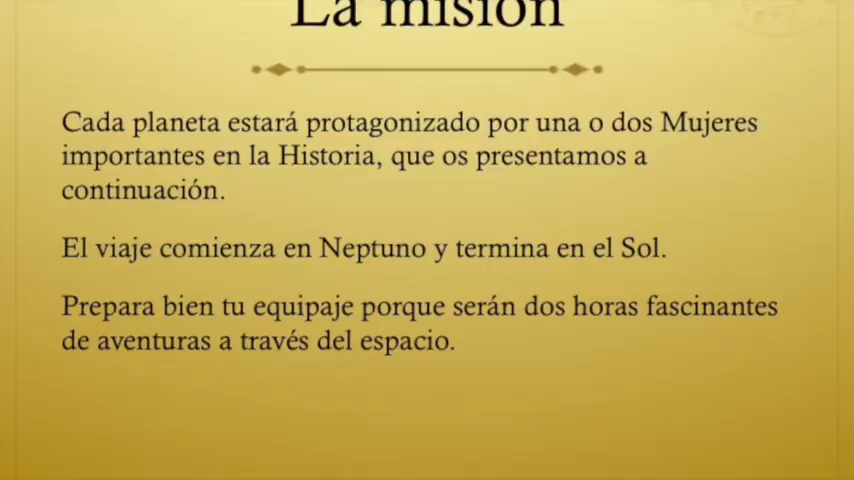 La misión
Cada planeta estará protagonizado por una o dos Mujeres
importantes en la Historia, que os presentamos a
continuación.
El viaje comienza en Neptuno y termina en el Sol.
Prepara bien tu equipaje porque serán dos horas fascinantes
de aventuras a través del espacio.